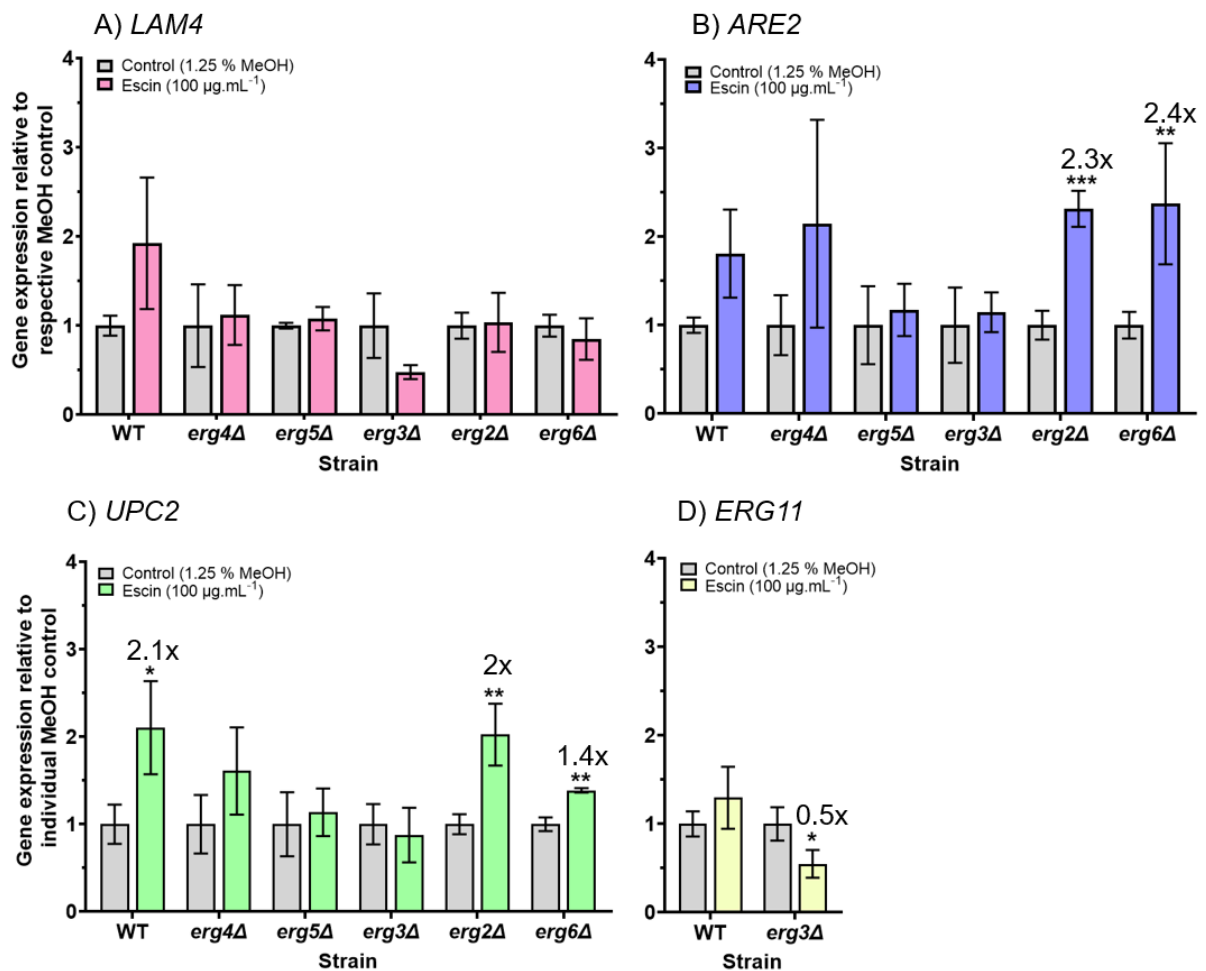 A) LAM4
Control (1.25 % MeOH)
Escin (100 µg.mL⁻¹)
Gene expression relative to
respective MeOH control
4
3
2
1
0
WT
erg4Δ
erg5Δ
erg3Δ
erg2Δ
erg6Δ
Strain
B) ARE2
Control (1.25 % MeOH)
Escin (100 µg.mL⁻¹)
4
3
2
1
0
2.3x
***
2.4x
**
WT
erg4Δ
erg5Δ
erg3Δ
erg2Δ
erg6Δ
Strain
C) UPC2
Control (1.25 % MeOH)
Escin (100 µg.mL⁻¹)
Gene expression relative to
individual MeOH control
4
3
2
1
0
2.1x
*
2x
**
1.4x
**
WT
erg4Δ
erg5Δ
erg3Δ
erg2Δ
erg6Δ
Strain
D) ERG11
Control (1.25 % MeOH)
Escin (100 µg.mL⁻¹)
4
3
2
1
0
0.5x
*
WT
erg3Δ
Strain